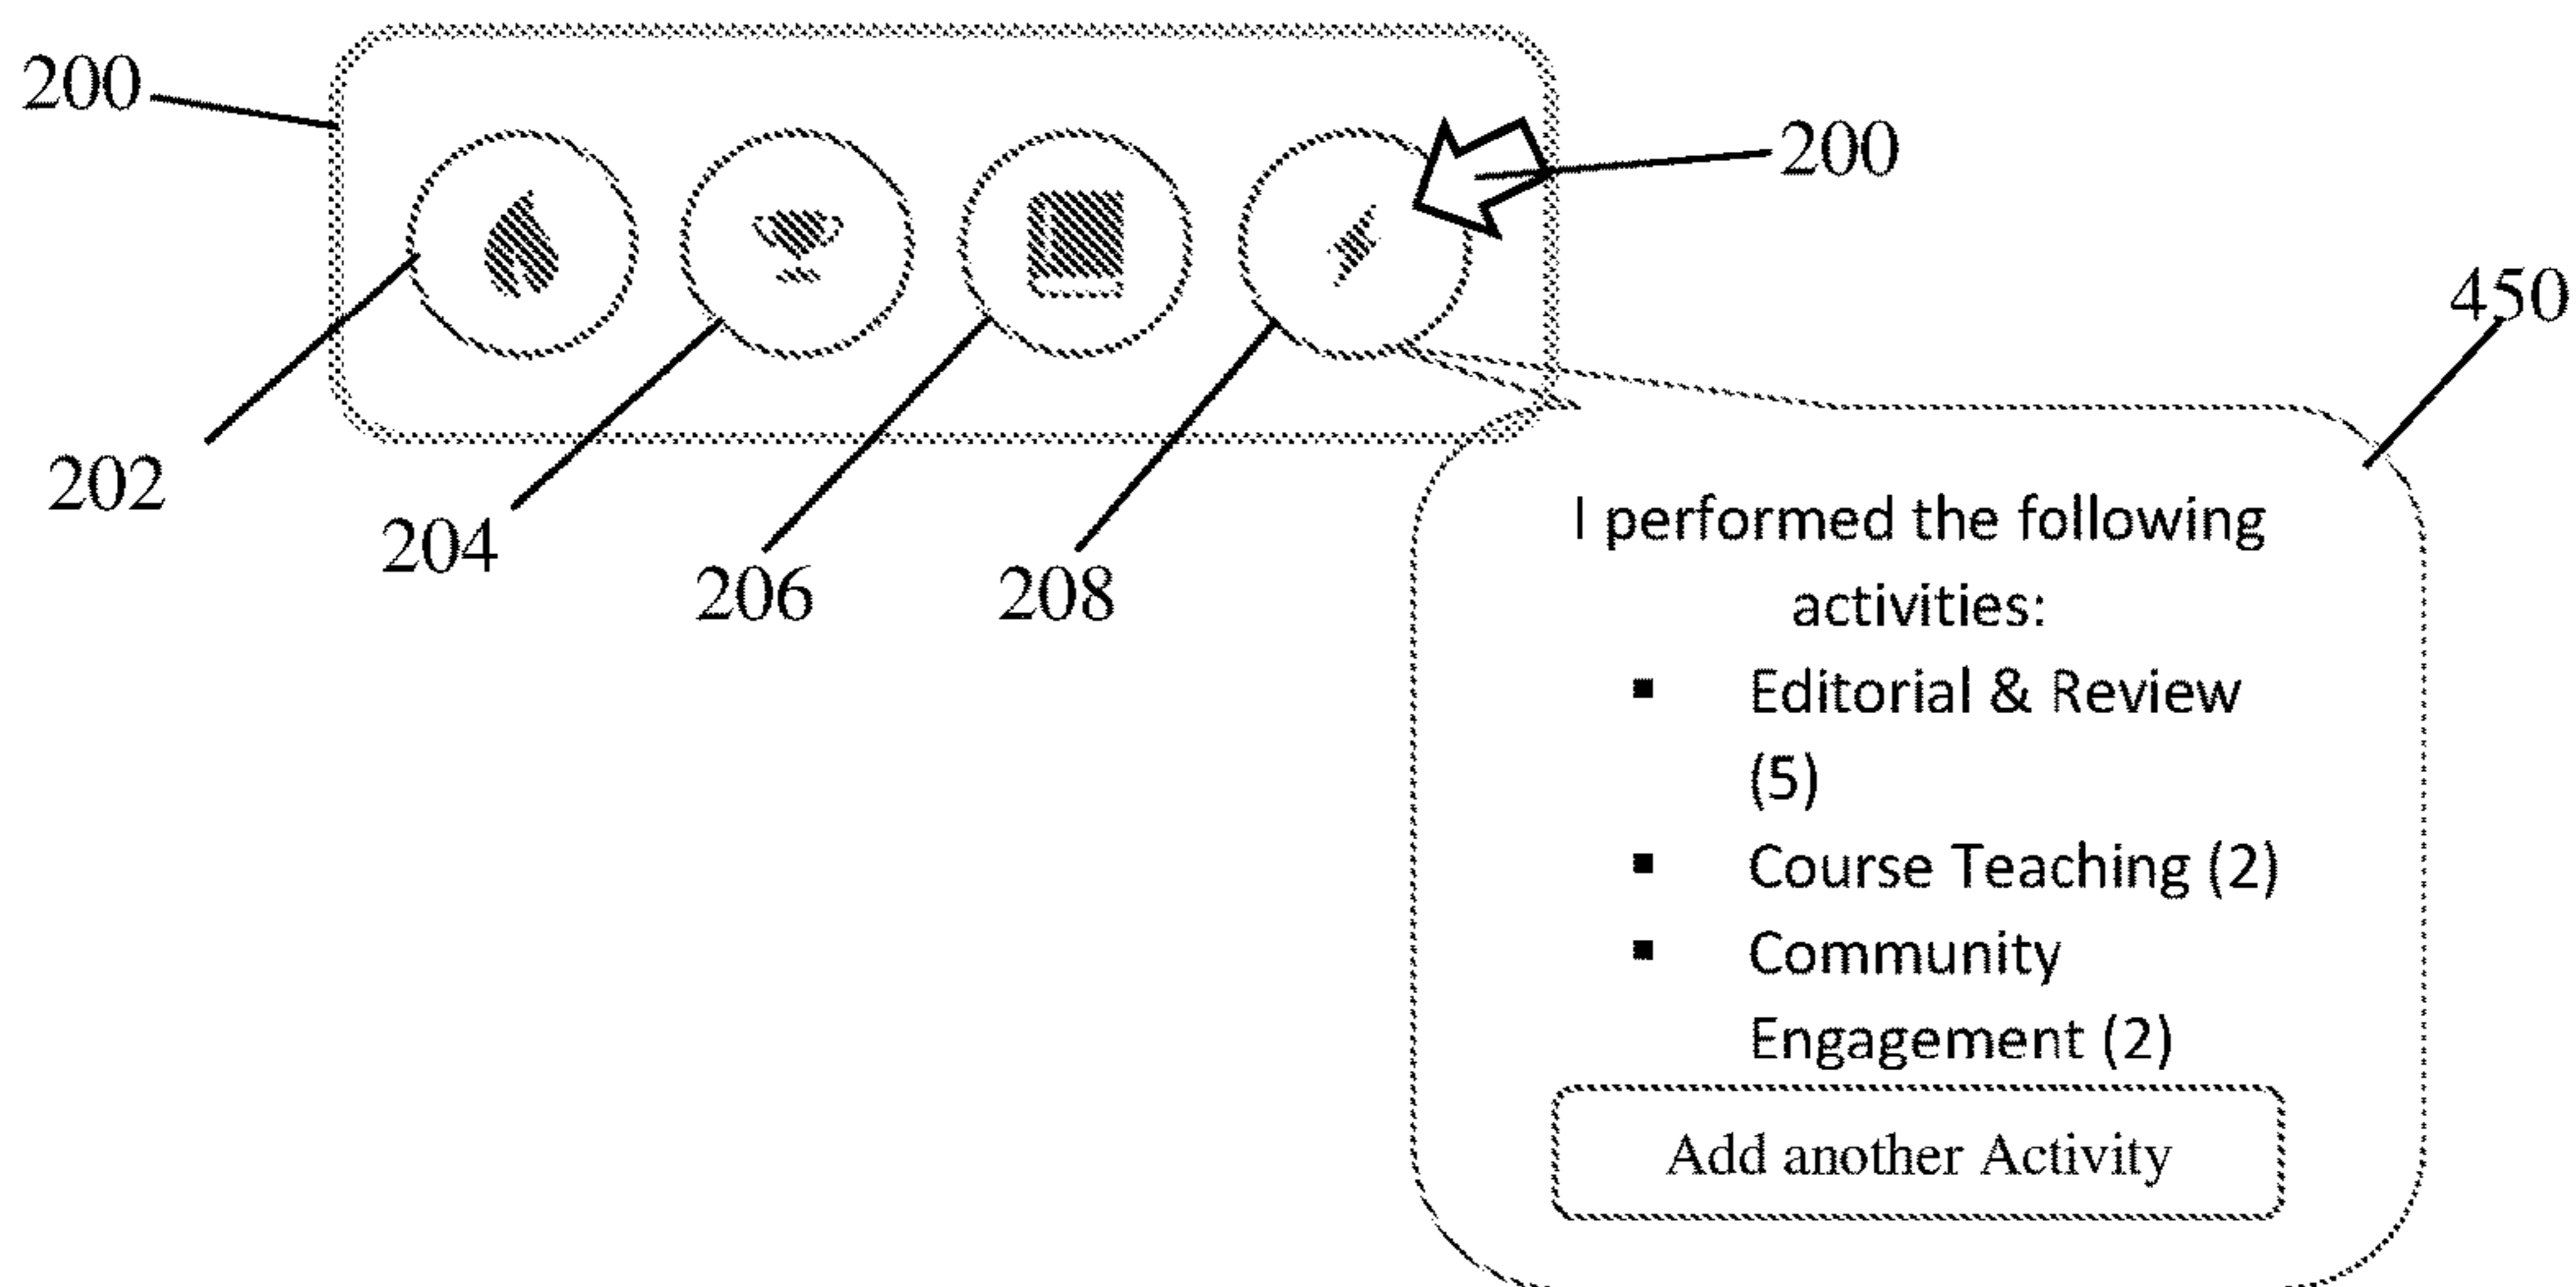 200
200
450
202
204
206
208
I performed the following
activities:
▪ Editorial & Review
(5)
▪ Course Teaching (2)
▪ Community
Engagement (2)
Add another Activity